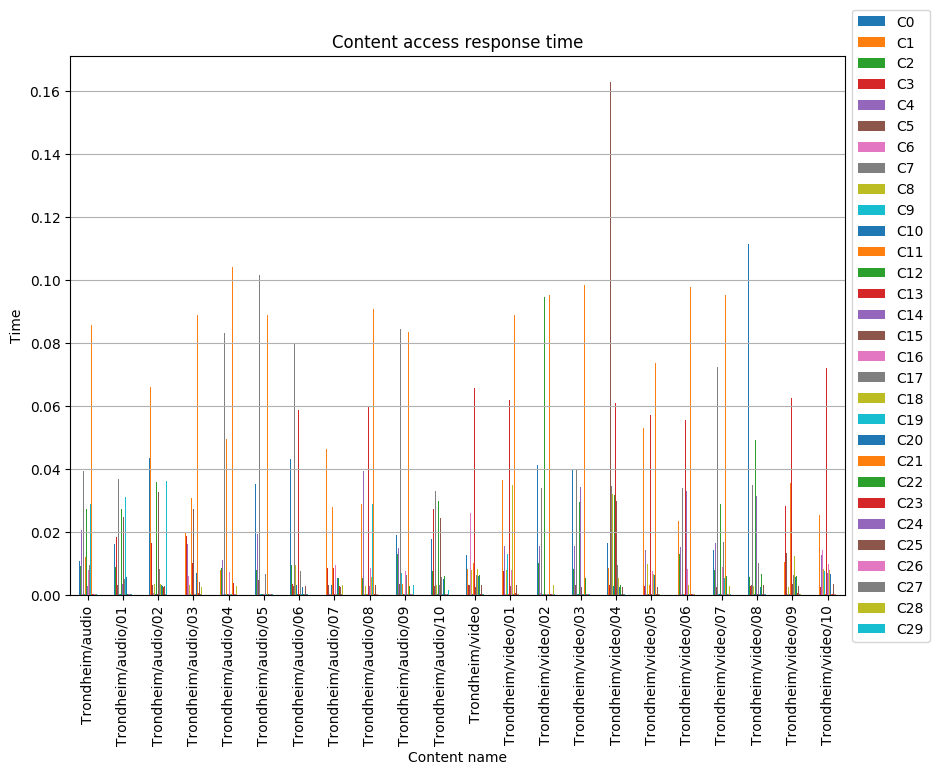 Content access response time
Time
0.16
0.14
0.12
0.10
0.08
0.06
0.04
0.02
0.00
Trondheim/audio
Trondheim/audio/01
Trondheim/audio/02
Trondheim/audio/03
Trondheim/audio/04
Trondheim/audio/05
Trondheim/audio/06
Trondheim/audio/07
Trondheim/audio/08
Trondheim/audio/09
Trondheim/audio/10
Trondheim/video
Trondheim/video/01
Trondheim/video/02
Trondheim/video/03
Trondheim/video/04
Trondheim/video/05
Trondheim/video/06
Trondheim/video/07
Trondheim/video/08
Trondheim/video/09
Trondheim/video/10
Content name
C0
C1
C2
C3
C4
C5
C6
C7
C8
C9
C10
C11
C12
C13
C14
C15
C16
C17
C18
C19
C20
C21
C22
C23
C24
C25
C26
C27
C28
C29